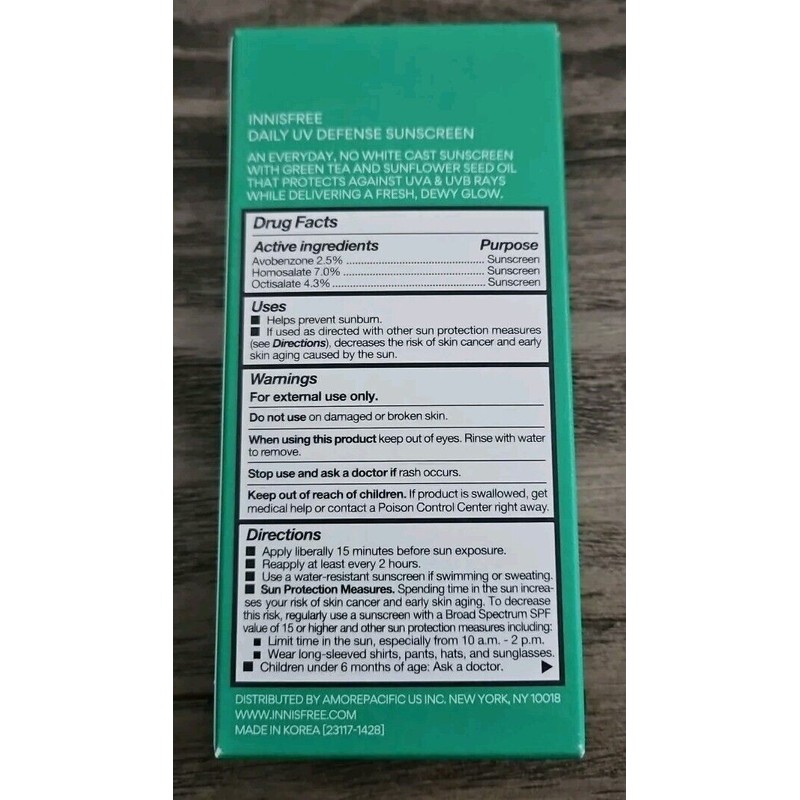 INNISFREE
DAILY UV DEFENSE SUNSCREEN
AN EVERYDAY, NO WHITE CAST SUNSCREEN
WITH GREEN TEA AND SUNFLOWER SEED OIL
THAT PROTECTS AGAINST UVA & UVB RAYS
WHILE DELIVERING A FRESH, DEWY GLOW.
Drug Facts
Active ingredients Purpose
Avobenzone 2.5% ........................................ Sunscreen
Homosalate 7.0% ........................................ Sunscreen
Octisalate 4.3% ........................................ Sunscreen
Uses
■ Helps prevent sunburn.
■ If used as directed with other sun protection measures
(see Directions), decreases the risk of skin cancer and early
skin aging caused by the sun.
Warnings
For external use only.
Do not use on damaged or broken skin.
When using this product keep out of eyes. Rinse with water
to remove.
Stop use and ask a doctor if rash occurs.
Keep out of reach of children. If product is swallowed, get
medical help or contact a Poison Control Center right away.
Directions
■ Apply liberally 15 minutes before sun exposure.
■ Reapply at least every 2 hours.
■ Use a water-resistant sunscreen if swimming or sweating.
■ Sun Protection Measures. Spending time in the sun increa-
ses your risk of skin cancer and early skin aging. To decrease
this risk, regularly use a sunscreen with a Broad Spectrum SPF
value of 15 or higher and other sun protection measures including:
■ Limit time in the sun, especially from 10 a.m. - 2 p.m.
■ Wear long-sleeved shirts, pants, hats, and sunglasses.
■ Children under 6 months of age: Ask a doctor. ▶
DISTRIBUTED BY AMOREPACIFIC US INC. NEW YORK, NY 10018
WWW.INNISFREE.COM
MADE IN KOREA [23117-1428]